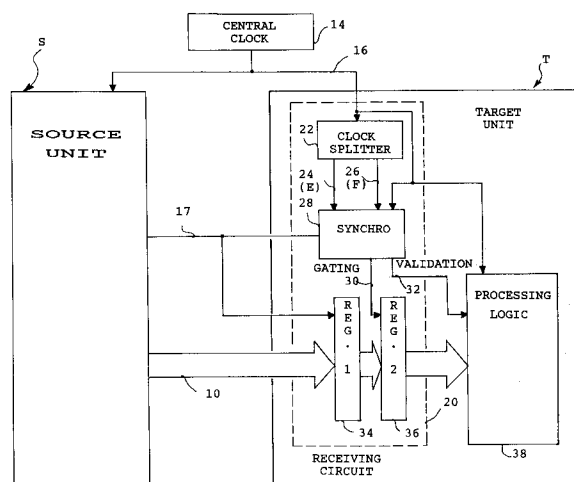 CENTRAL
CLOCK
14
S
16
T
SOURCE
UNIT
TARGET
UNIT
22
CLOCK
SPLITTER
24
(E)
26
(F)
28
17
SYNCHRO
GATING
30
VALIDATION
32
PROCESSING
LOGIC
REG.1
REG.2
10
20
34
36
38
RECEIVING
CIRCUIT